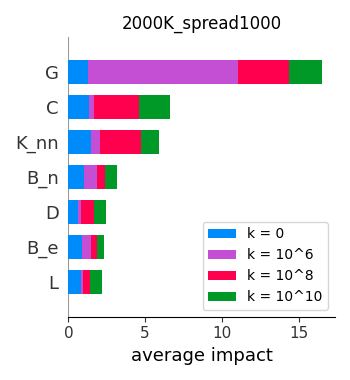 2000K_spread1000
G
C
K_nn
B_n
D
B_e
L
k = 0
k = 10^6
k = 10^8
k = 10^10
0 5 10 15
average impact